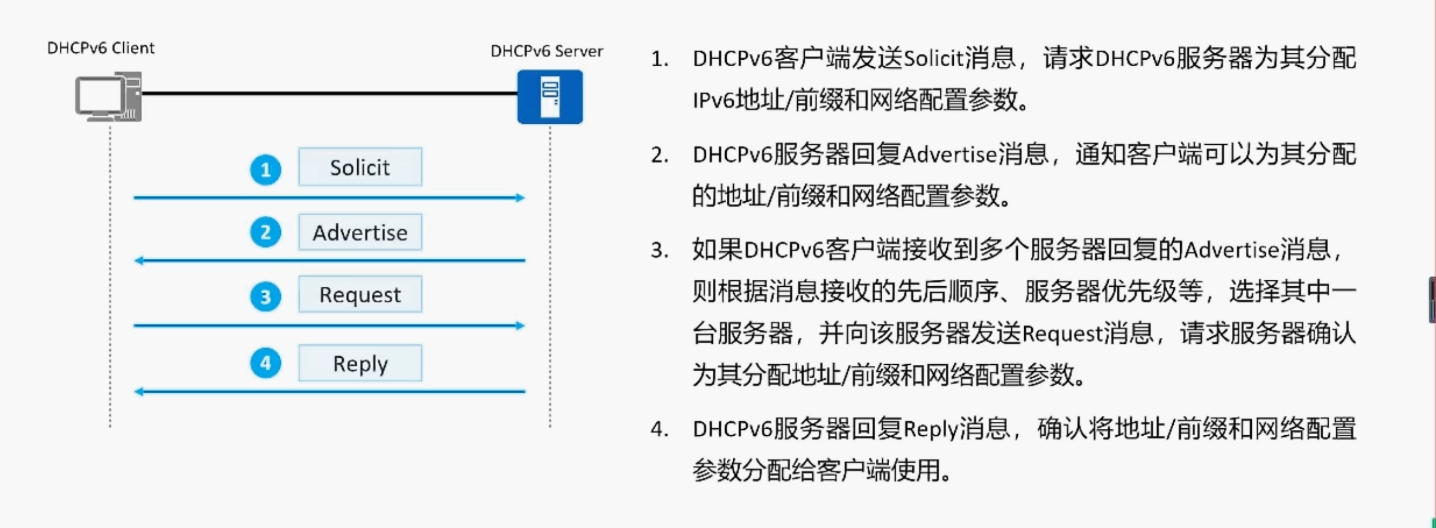 DHCPv6 Client
DHCPv6 Server
1 Solicit
2 Advertise
3 Request
4 Reply
1. DHCPv6客户端发送Solicit消息，请求DHCPv6服务器为其分配
IPv6地址/前缀和网络配置参数。
2. DHCPv6服务器回复Advertise消息，通知客户端可以为其分配
的地址/前缀和网络配置参数。
3. 如果DHCPv6客户端接收到多个服务器回复的Advertise消息，
则根据消息接收的先后顺序、服务器优先级等，选择其中一
台服务器，并向该服务器发送Request消息，请求服务器确认
为其分配地址/前缀和网络配置参数。
4. DHCPv6服务器回复Reply消息，确认将地址/前缀和网络配置
参数分配给客户端使用。